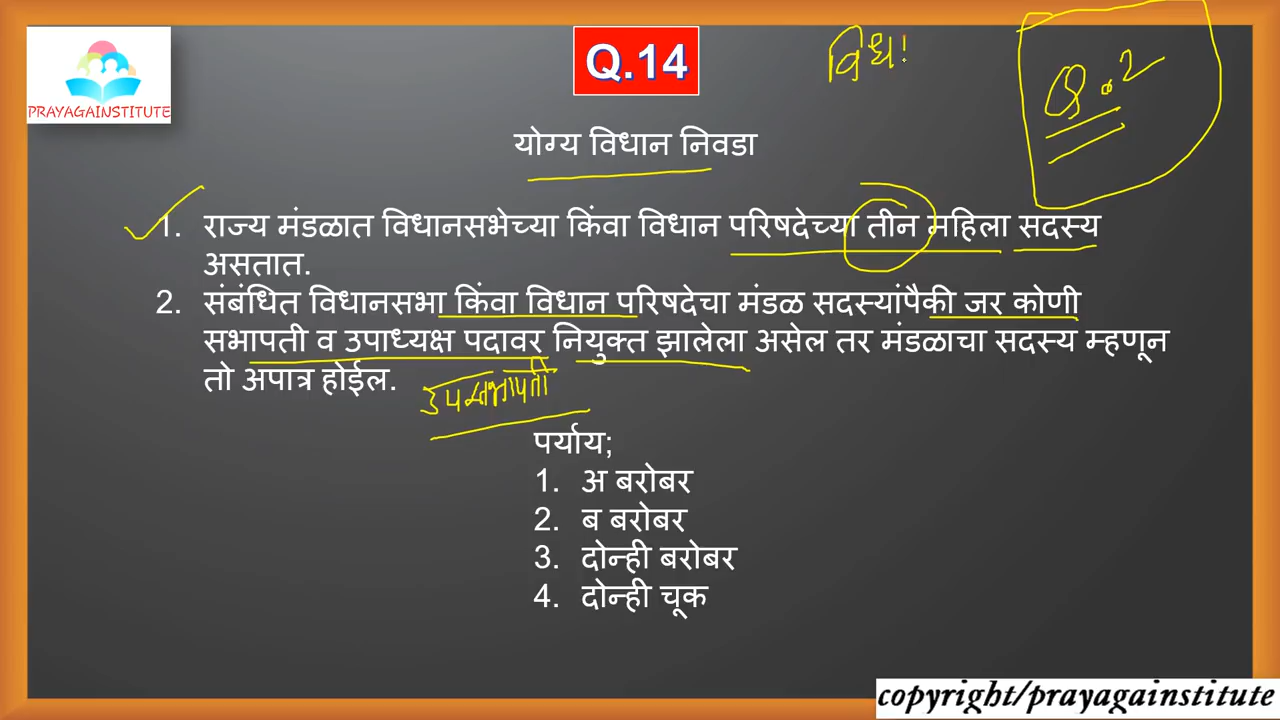 PRAYAGAINSTITUTE
Q.14
विधा
Q.2
योग्य विधान निवडा
1. राज्य मंडळात विधानसभेच्या किंवा विधान परिषदेच्या तीन महिला सदस्य
असतात.
2. संबंधित विधानसभा किंवा विधान परिषदेचा मंडळ सदस्यांपैकी जर कोणी
सभापती व उपाध्यक्ष पदावर नियुक्त झालेला असेल तर मंडळाचा सदस्य म्हणून
तो अपात्र होईल.
उपसभापती
पर्याय;
1. अ बरोबर
2. ब बरोबर
3. दोन्ही बरोबर
4. दोन्ही चूक
copyright/prayagainstitute